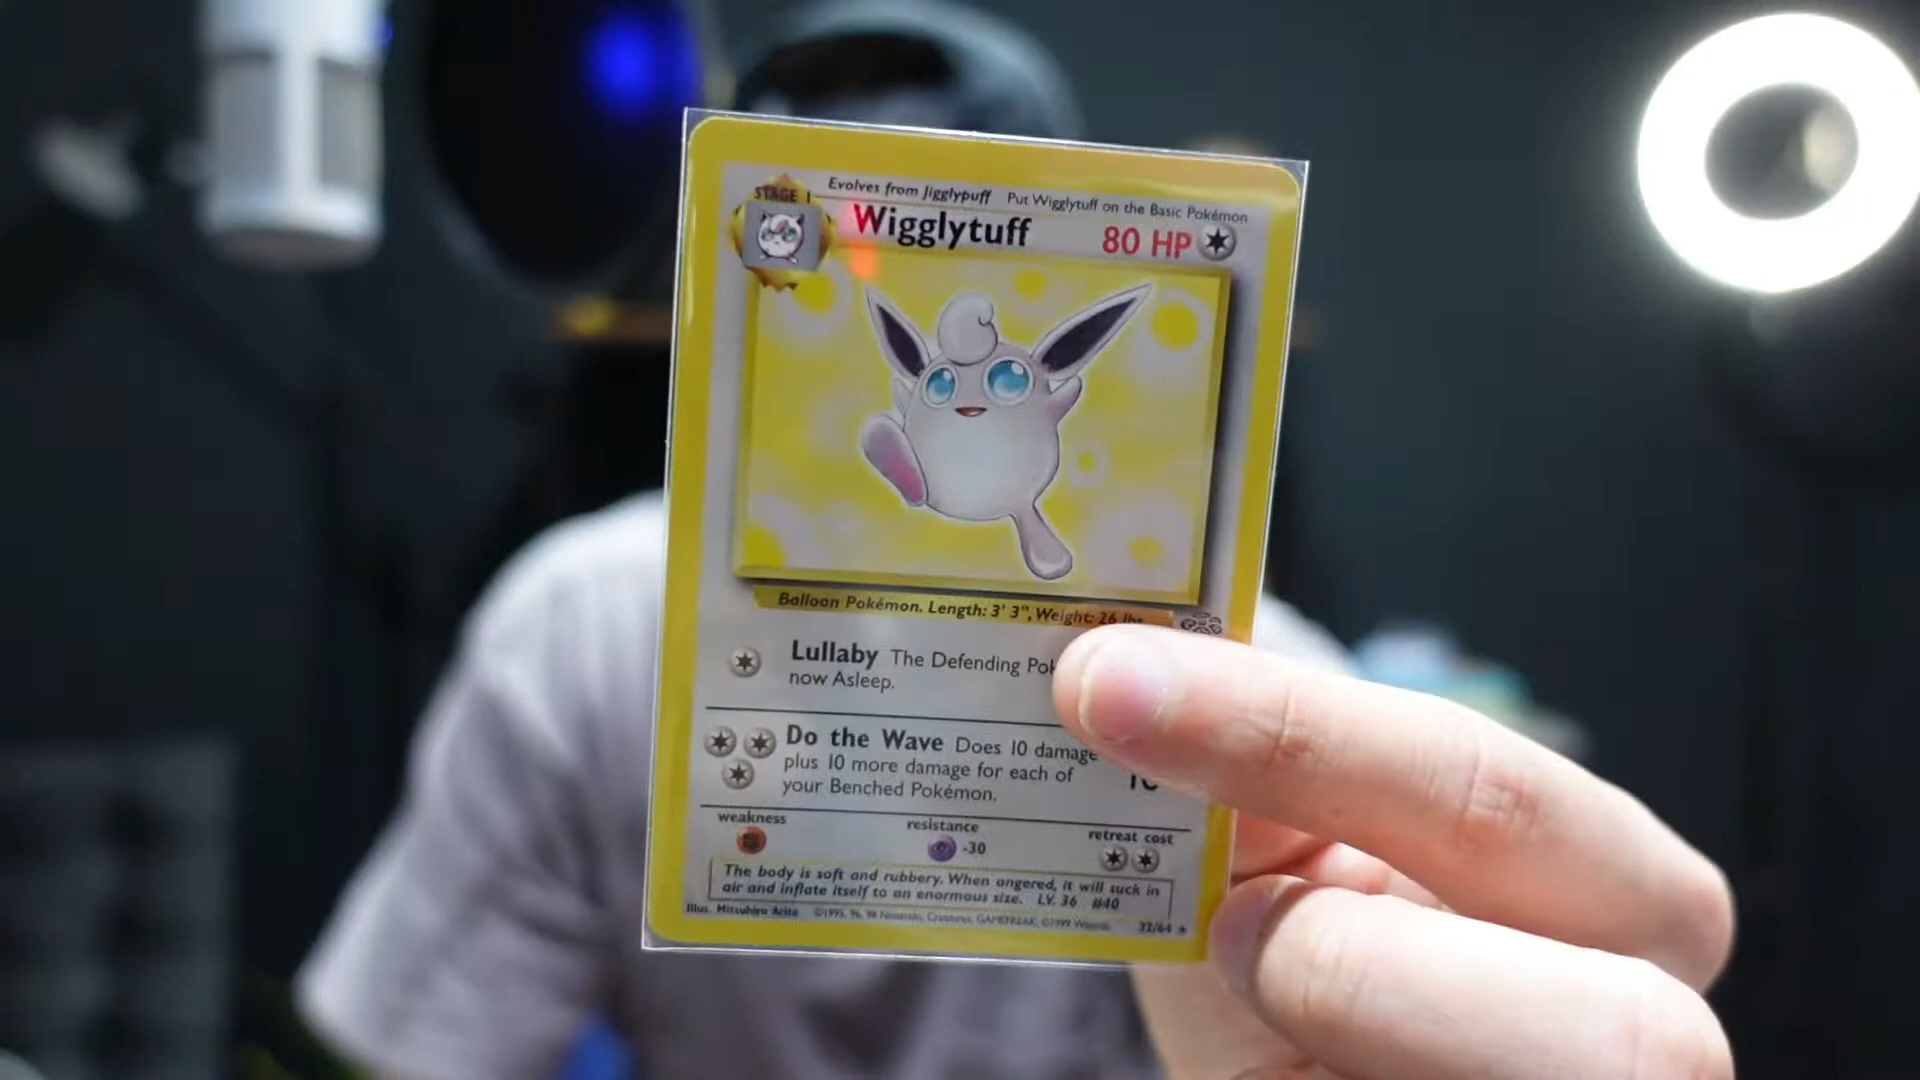 STAGE 1
Evolves from Jigglypuff
Put Wigglytuff on the Basic Pokémon
Wigglytuff
80 HP
Balloon Pokémon. Length: 3' 3", Weight: 26 lbs
Lullaby The Defending
now Asleep.
Do the Wave Does 10 damage
plus 10 more damage for each of
your Benched Pokémon.
10
weakness
resistance
retreat cost
-30
The body is soft and rubbery. When angered, it will suck in
air and inflate itself to an enormous size. LV. 36 #40
Illus. Mitsuhiro Arita ©1995, 96, 98 Nintendo, Creatures, GAMEFREAK. ©1999 Wizards. 32/64